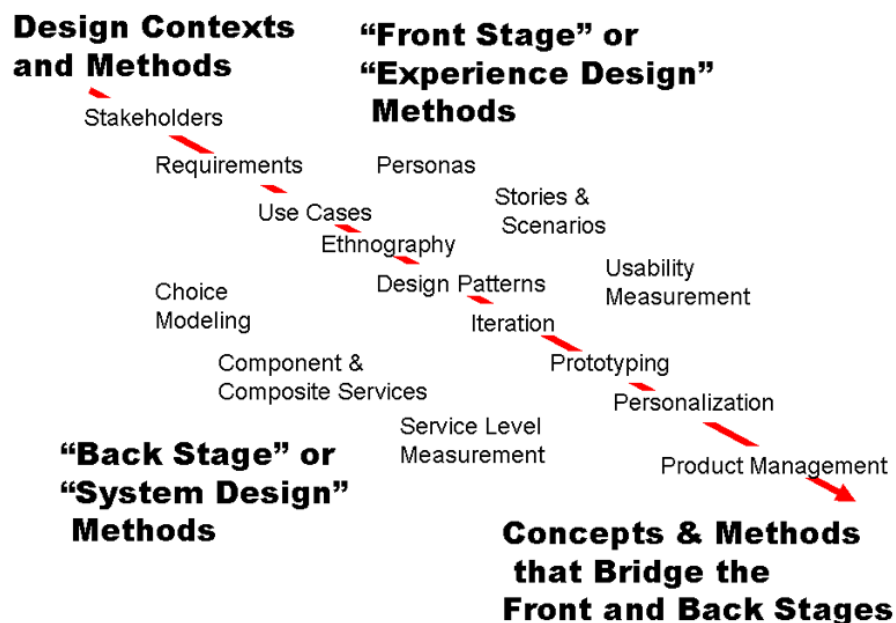 Design Contexts
and Methods
“Front Stage” or
“Experience Design”
Methods
Stakeholders
Requirements
Personas
Use Cases
Stories &
Scenarios
Ethnography
Design Patterns
Usability
Measurement
Choice
Modeling
Iteration
Component &
Composite Services
Prototyping
Personalization
Service Level
Measurement
“Back Stage” or
“System Design”
Methods
Product Management
Concepts & Methods
that Bridge the
Front and Back Stages